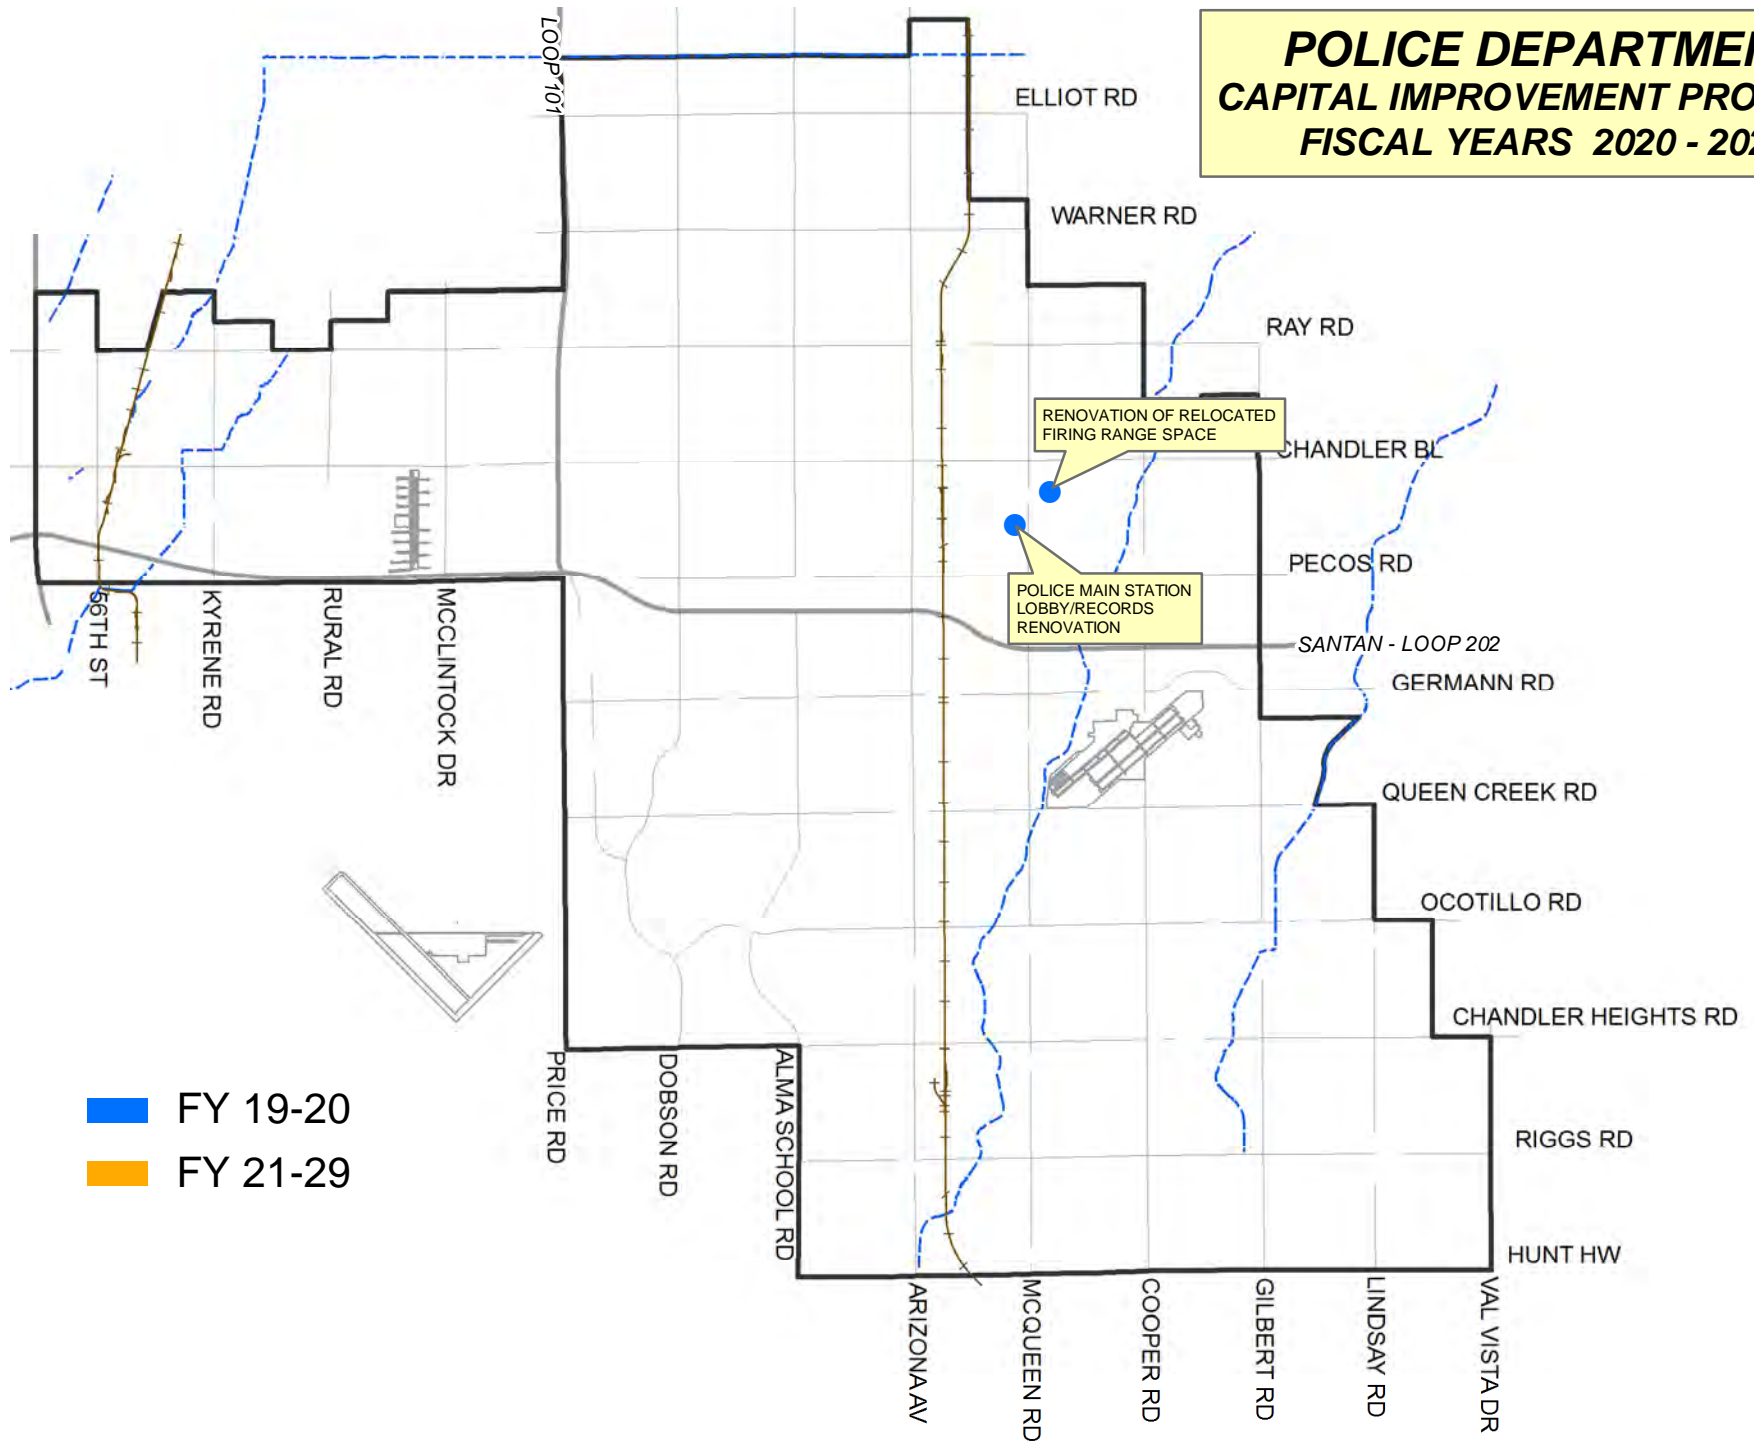 POLICE DEPARTME
CAPITAL IMPROVEMENT PRO
FISCAL YEARS 2020 - 202
LOOP 101
ELLIOT RD
WARNER RD
RAY RD
RENOVATION OF RELOCATED
FIRING RANGE SPACE
CHANDLER BL
PECOS RD
POLICE MAIN STATION
LOBBY/RECORDS
RENOVATION
SANTAN - LOOP 202
GERMANN RD
56TH ST
KYRENE RD
RURAL RD
MCCLINTOCK DR
QUEEN CREEK RD
OCOTILLO RD
CHANDLER HEIGHTS RD
PRICE RD
DOBSON RD
ALMA SCHOOL RD
FY 19-20
FY 21-29
RIGGS RD
HUNT HW
ARIZONA AV
MCQUEEN RD
COOPER RD
GILBERT RD
LINDSAY RD
VAL VISTA DR